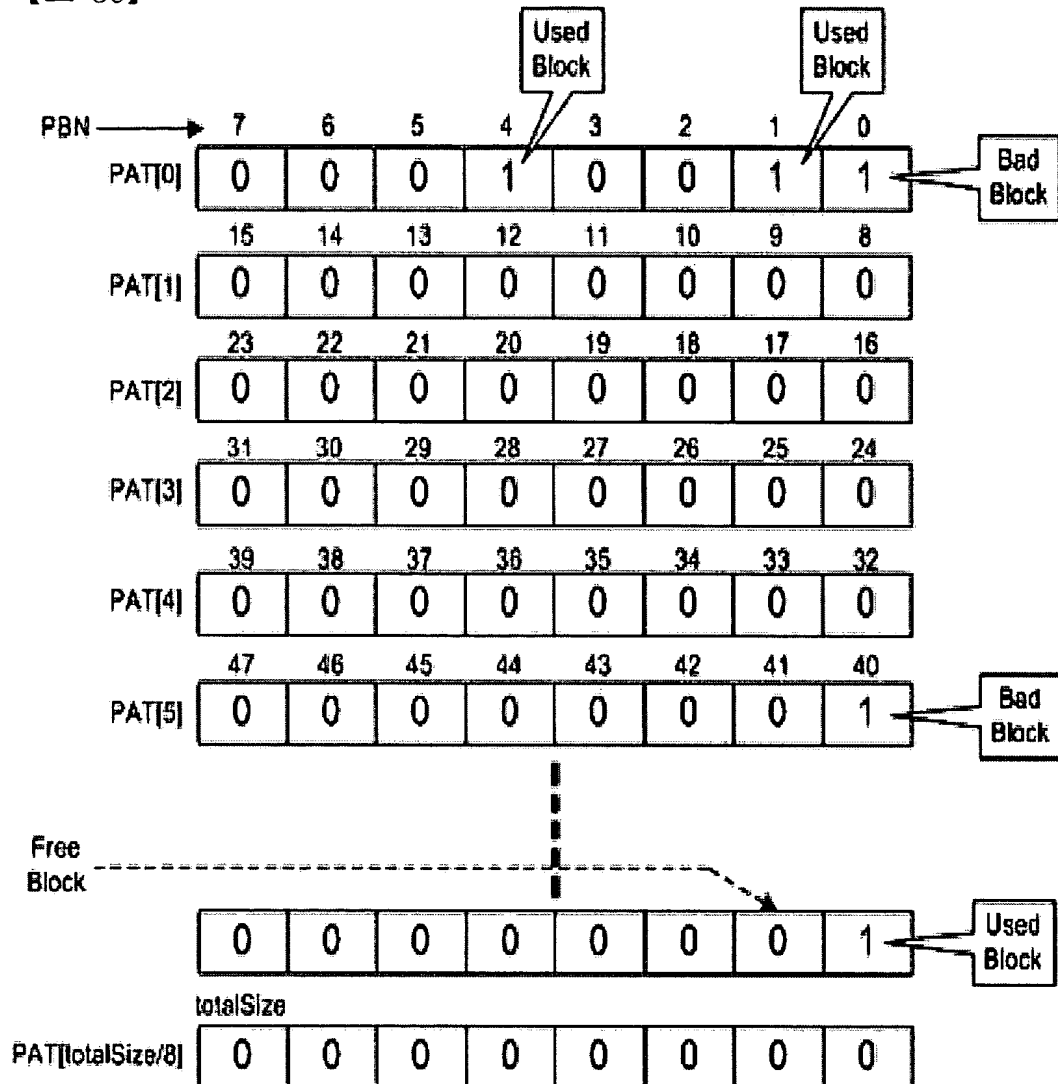 Used Block
Used Block
PBN 7 6 5 4 3 2 1 0
PAT[0] 0 0 0 1 0 0 1 1
Bad Block
15 14 13 12 11 10 9 8
PAT[1] 0 0 0 0 0 0 0 0
23 22 21 20 19 18 17 16
PAT[2] 0 0 0 0 0 0 0 0
31 30 29 28 27 26 25 24
PAT[3] 0 0 0 0 0 0 0 0
39 38 37 36 35 34 33 32
PAT[4] 0 0 0 0 0 0 0 0
47 46 45 44 43 42 41 40
PAT[5] 0 0 0 0 0 0 0 1
Bad Block
Free Block
0 0 0 0 0 0 0 1
Used Block
totalSize
PAT[totalSize/8] 0 0 0 0 0 0 0 0